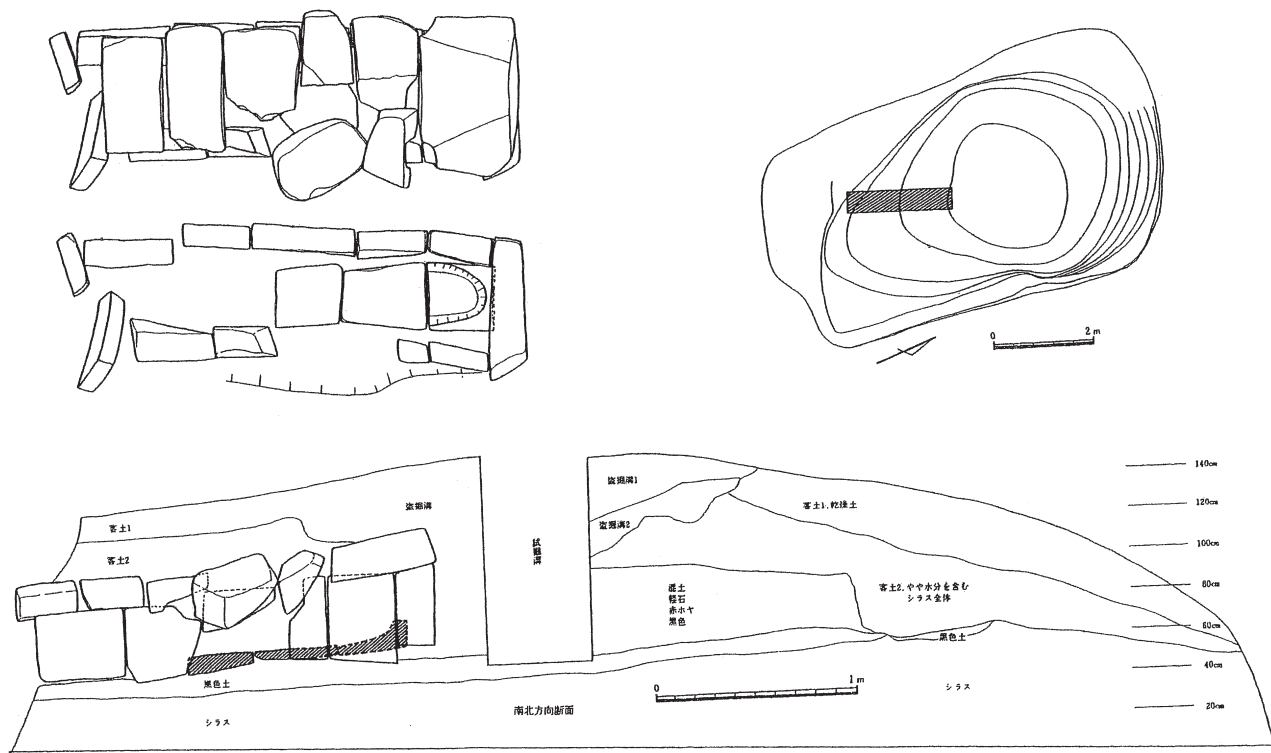 0 2 m
盗掘溝1
盗掘溝
客土1
盗掘溝2
客土1.乾燥土
試掘溝
客土2
混土
軽石
赤ホヤ
黒色
客土2.やや水分を含む
シラス全体
黒色土
黒色土
シラス
シラス
0 1 m
南北方向断面
140cm
120cm
100cm
80cm
60cm
40cm
20cm